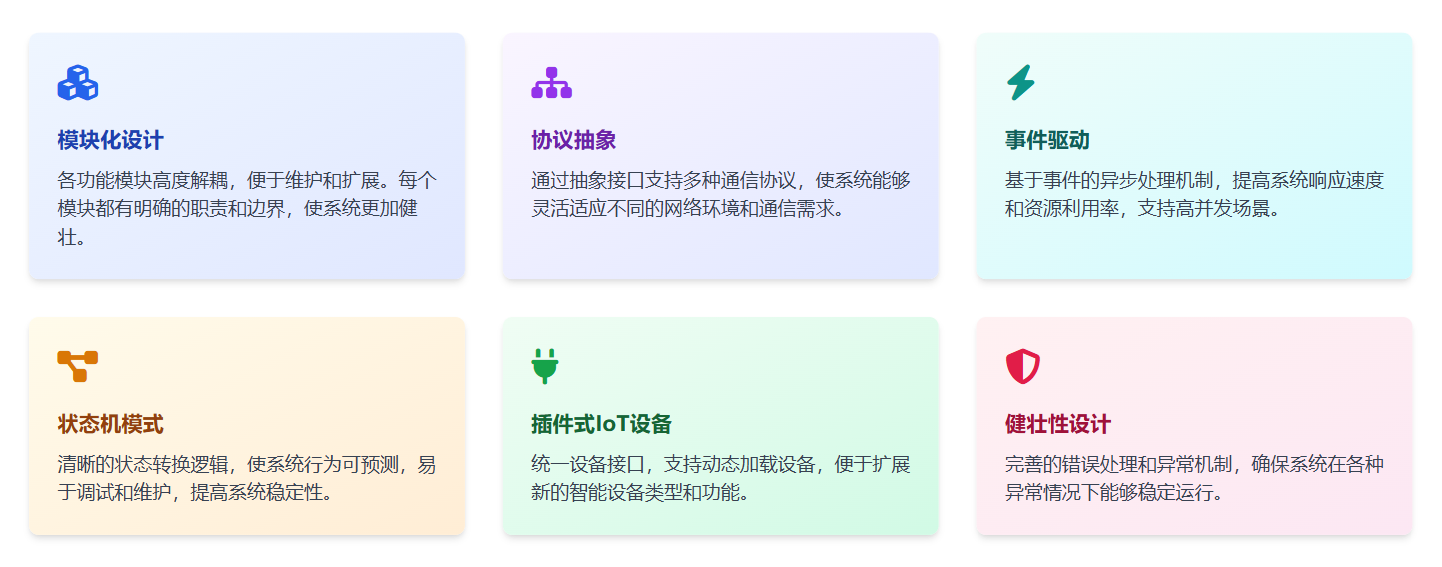 模块化设计
各功能模块高度解耦，便于维护和扩展。每个
模块都有明确的职责和边界，使系统更加健
壮。
协议抽象
通过抽象接口支持多种通信协议，使系统能够
灵活适应不同的网络环境和通信需求。
事件驱动
基于事件的异步处理机制，提高系统响应速度
和资源利用率，支持高并发场景。
状态机模式
清晰的状态转换逻辑，使系统行为可预测，易
于调试和维护，提高系统稳定性。
插件式IoT设备
统一设备接口，支持动态加载设备，便于扩展
新的智能设备类型和功能。
健壮性设计
完善的错误处理和异常机制，确保系统在各种
异常情况下能够稳定运行。